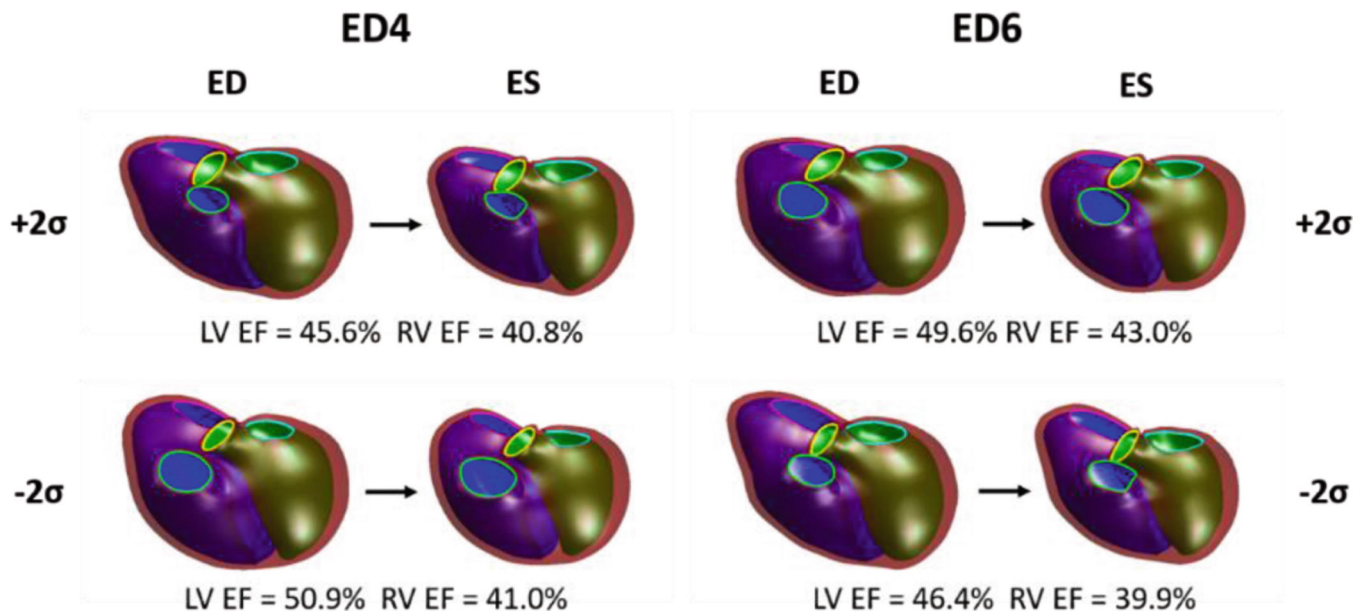 ED4 ED6
ED ES ED ES
+2σ +2σ
LV EF = 45.6% RV EF = 40.8% LV EF = 49.6% RV EF = 43.0%
-2σ -2σ
LV EF = 50.9% RV EF = 41.0% LV EF = 46.4% RV EF = 39.9%